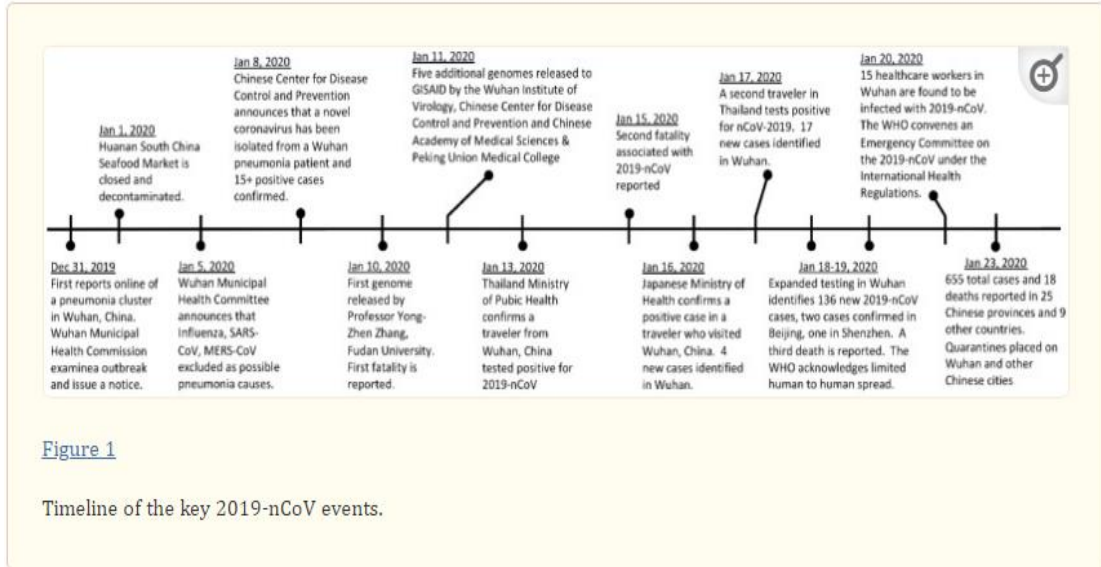 Jan 1, 2020
Huanan South China
Seafood Market is
closed and
decontaminated.
Jan 8, 2020
Chinese Center for Disease
Control and Prevention
announces that a novel
coronavirus has been
isolated from a Wuhan
pneumonia patient and
15+ positive cases
confirmed.
Jan 11, 2020
Five additional genomes released to
GISAID by the Wuhan Institute of
Virology, Chinese Center for Disease
Control and Prevention and Chinese
Academy of Medical Sciences &
Peking Union Medical College
Jan 15, 2020
Second fatality
associated with
2019-nCoV
reported
Jan 17, 2020
A second traveler in
Thailand tests positive
for nCoV-2019, 17
new cases identified
in Wuhan.
Jan 20, 2020
15 healthcare workers in
Wuhan are found to be
infected with 2019-nCoV.
The WHO convenes an
Emergency Committee on
the 2019-nCoV under the
International Health
Regulations.
Dec 31, 2019
First reports online of
a pneumonia cluster
in Wuhan, China.
Wuhan Municipal
Health Commission
examinea outbreak
and issue a notice.
Jan 5, 2020
Wuhan Municipal
Health Committee
announces that
Influenza, SARS-
CoV, MERS-CoV
excluded as possible
pneumonia causes.
Jan 10, 2020
First genome
released by
Professor Yong-
Zhen Zhang,
Fudan University.
First fatality is
reported.
Jan 13, 2020
Thailand Ministry
of Pubic Health
confirms a
traveler from
Wuhan, China
tested positive for
2019-nCoV
Jan 16, 2020
Japanese Ministry of
Health confirms a
positive case in a
traveler who visited
Wuhan, China. 4
new cases identified
in Wuhan.
Jan 18-19, 2020
Expanded testing in Wuhan
identifies 136 new 2019-nCoV
cases, two cases confirmed in
Beijing, one in Shenzhen. A
third death is reported. The
WHO acknowledges limited
human to human spread.
Jan 23, 2020
655 total cases and 18
deaths reported in 25
Chinese provinces and 9
other countries.
Quarantines placed on
Wuhan and other
Chinese cities
Figure 1
Timeline of the key 2019-nCoV events.